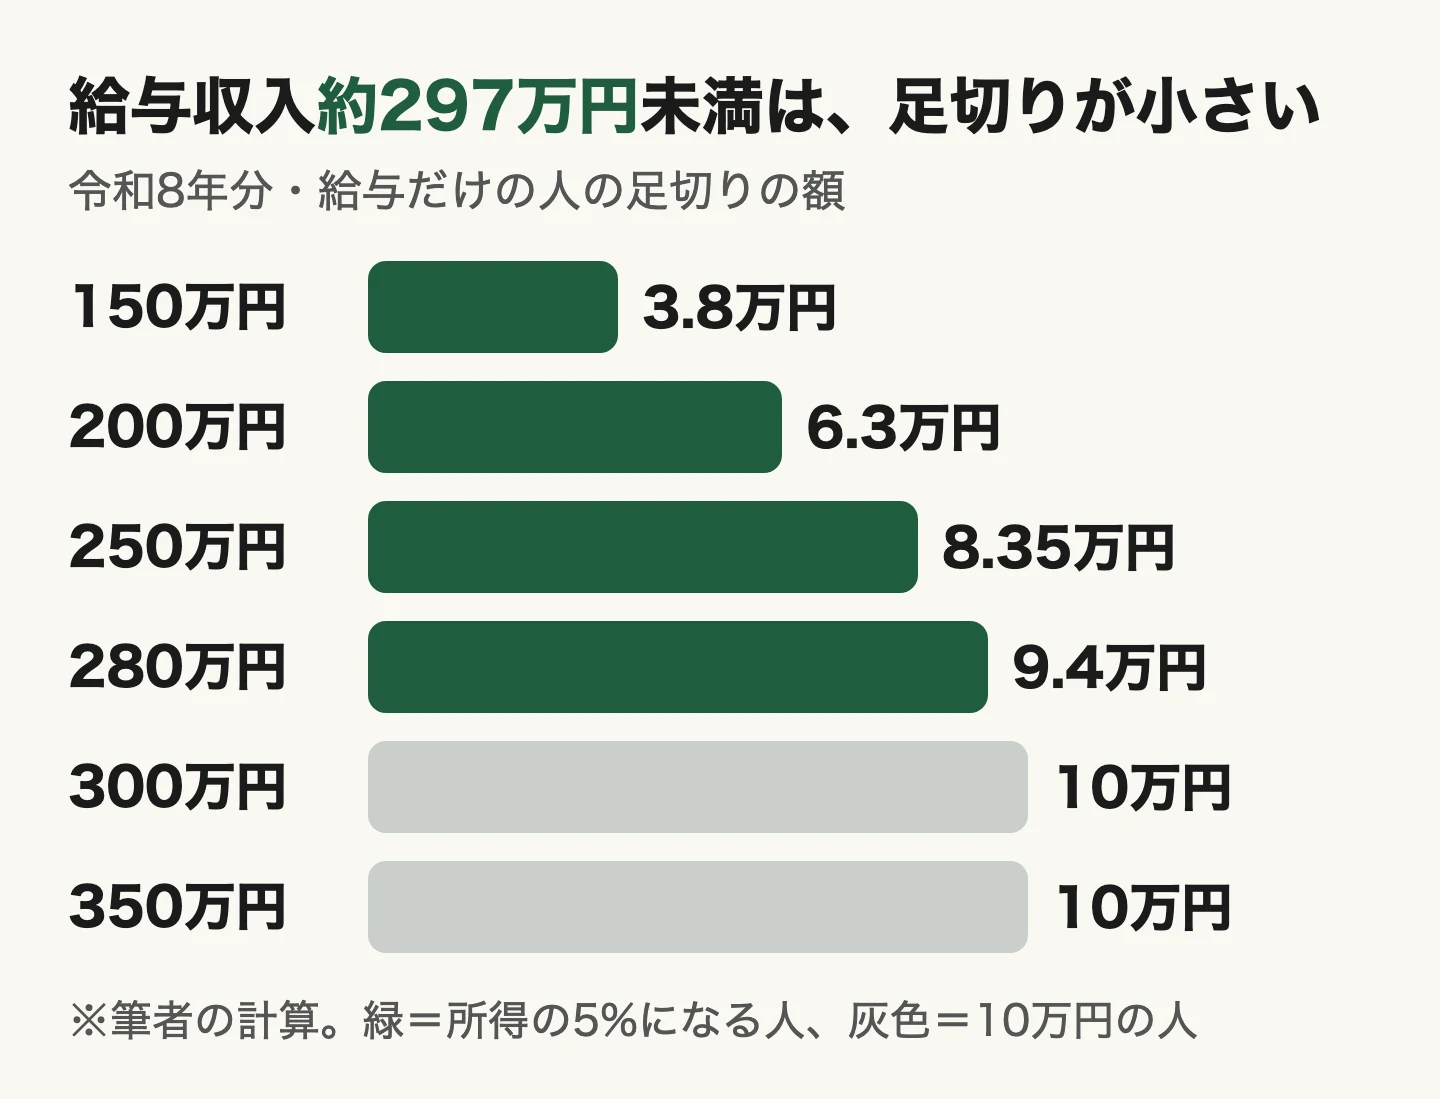 給与収入約297万円未満は、足切りが小さい
令和8年分・給与だけの人の足切りの額
150万円 3.8万円
200万円 6.3万円
250万円 8.35万円
280万円 9.4万円
300万円 10万円
350万円 10万円
※筆者の計算。緑＝所得の5%になる人、灰色＝10万円の人